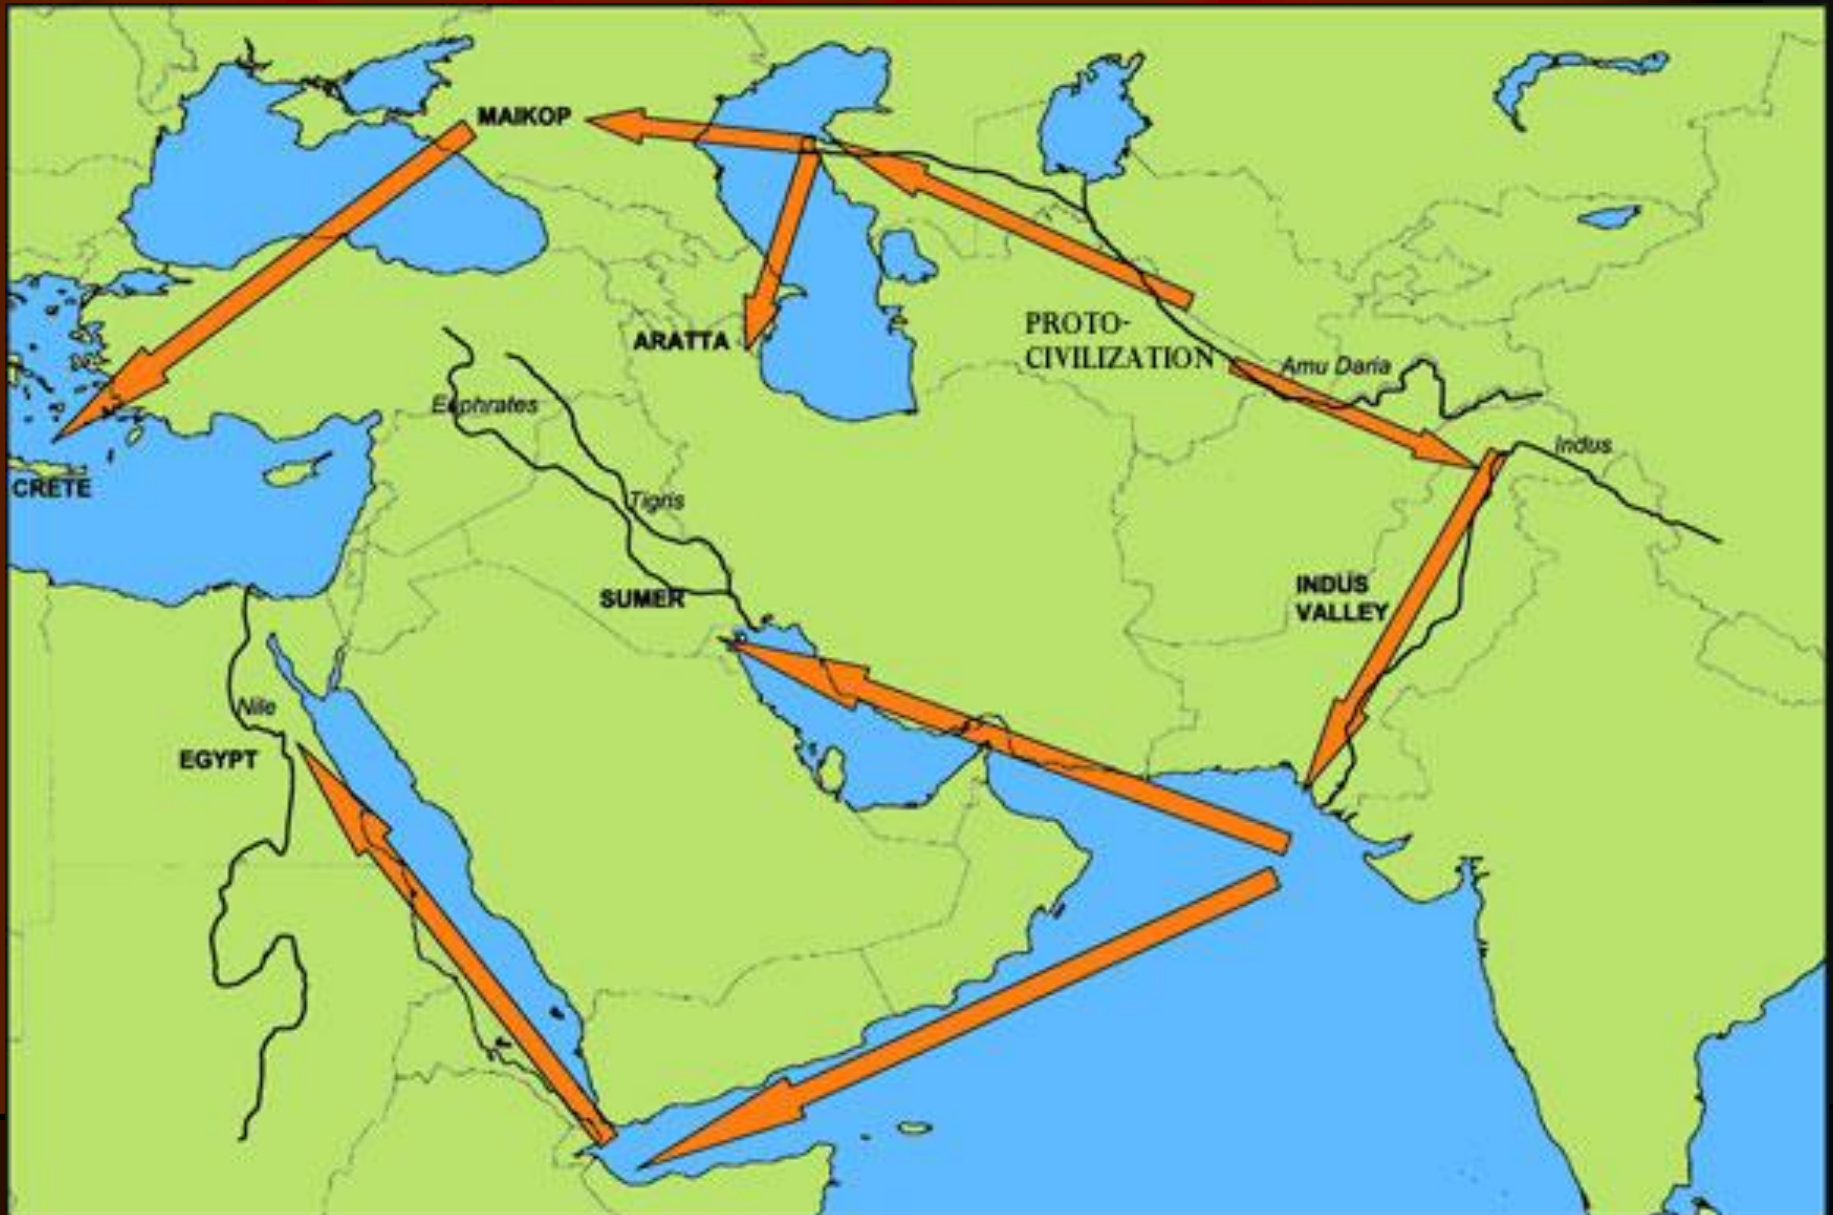 MAIKOP
ARATTA
PROTO-
CIVILIZATION
Amu Daria
Euphrates
Indus
CRETE
Tigris
SUMER
INDUS
VALLEY
Nile
EGYPT